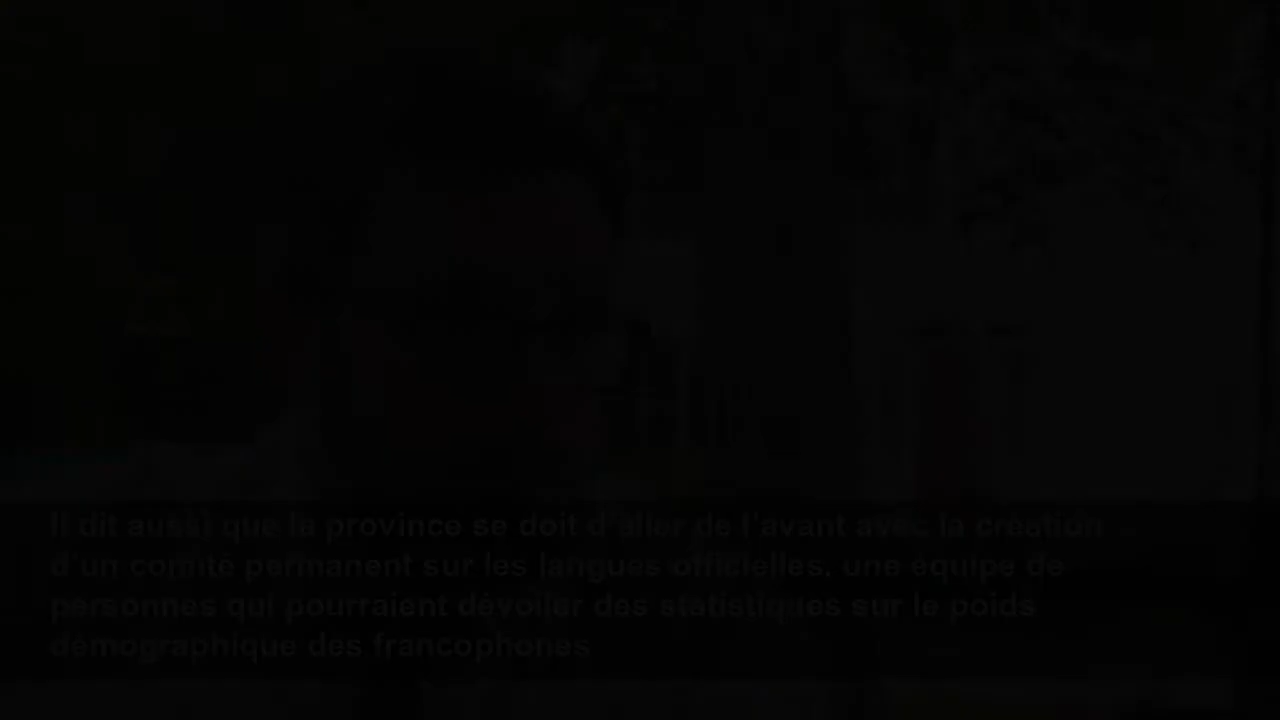 Il dit aussi que la province se doit d'aller de l'avant avec la création
d'un comité permanent sur les langues officielles, une équipe de
personnes qui pourraient dévoiler des statistiques sur le poids
démographique des francophones